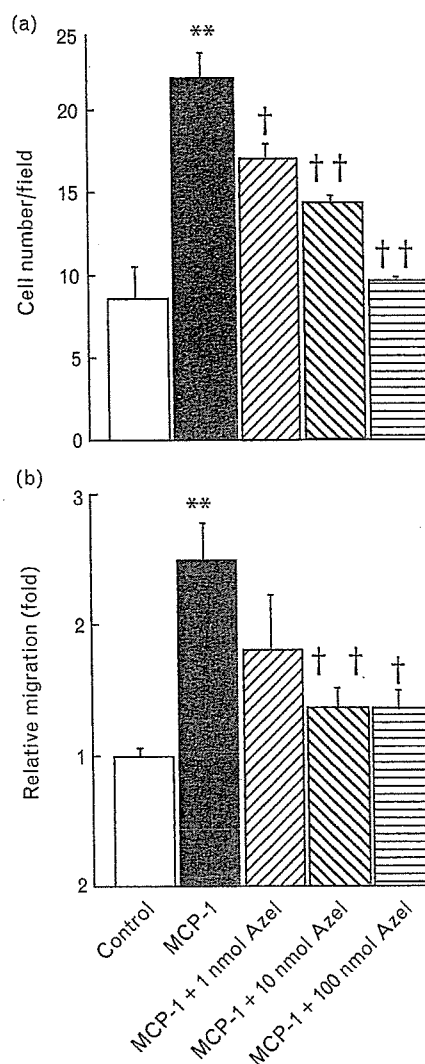 (a)
25
20
15
10
5
0
Cell number/field
**
†
††
††
(b)
3
2
1
2
Relative migration (fold)
**
† †
†
Control
MCP-1
MCP-1 + 1 nmol Azel
MCP-1 + 10 nmol Azel
MCP-1 + 100 nmol Azel